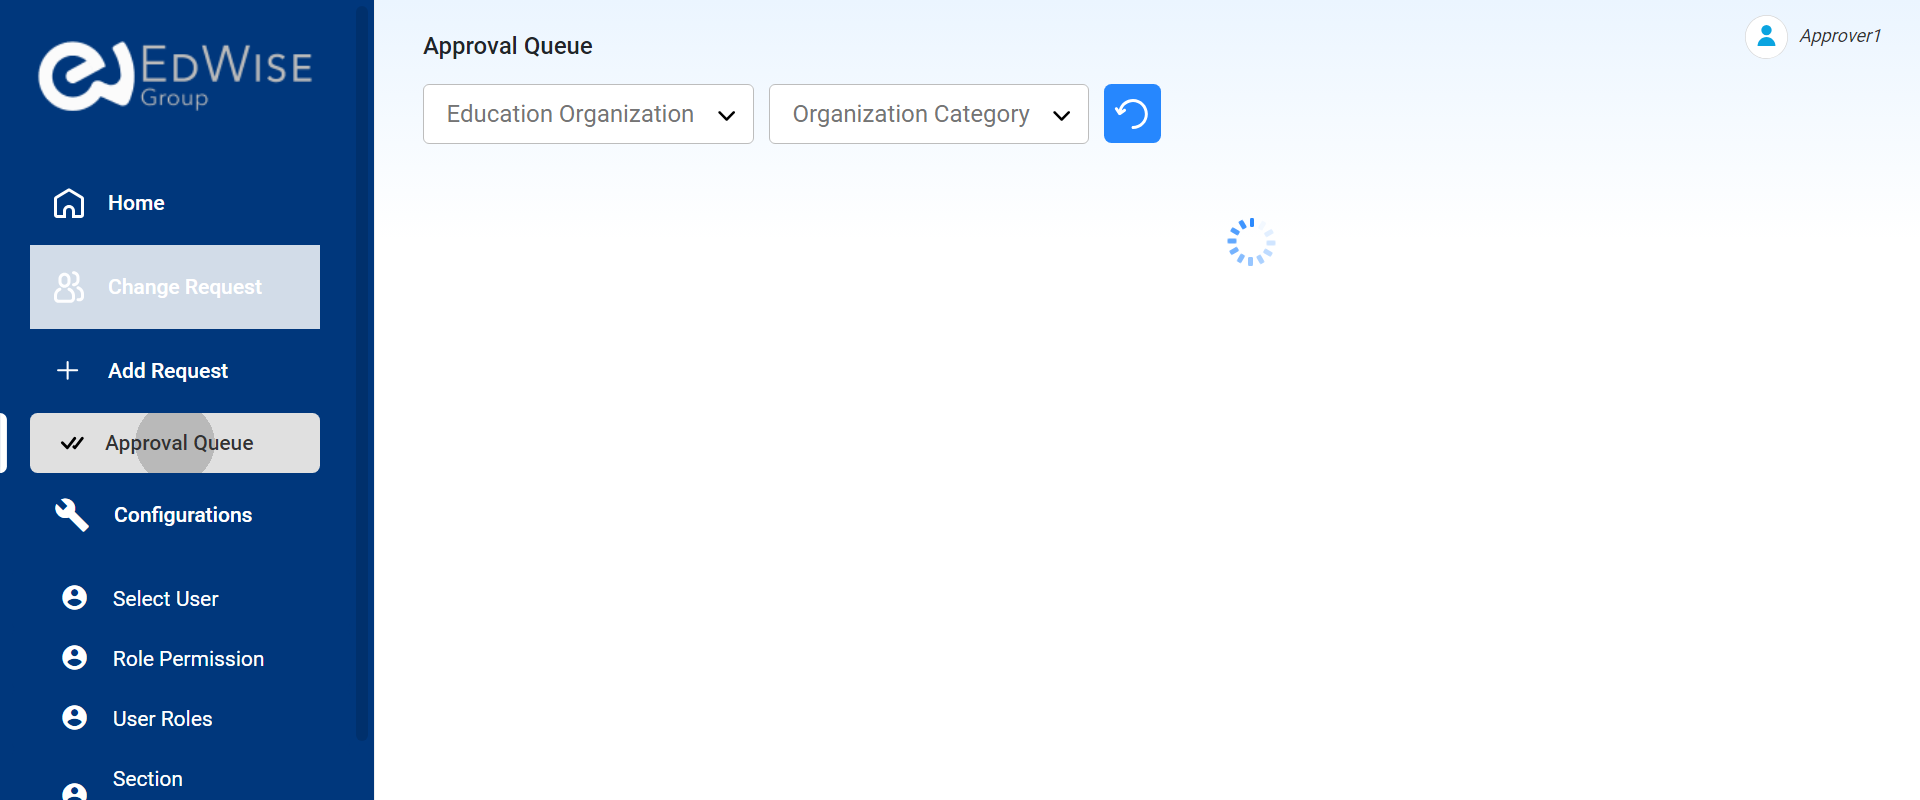 EDWISE
Group
Home
Change Request
Add Request
Approval Queue
Configurations
Select User
Role Permission
User Roles
Section
Approval Queue
Education Organization
Organization Category
Approver1